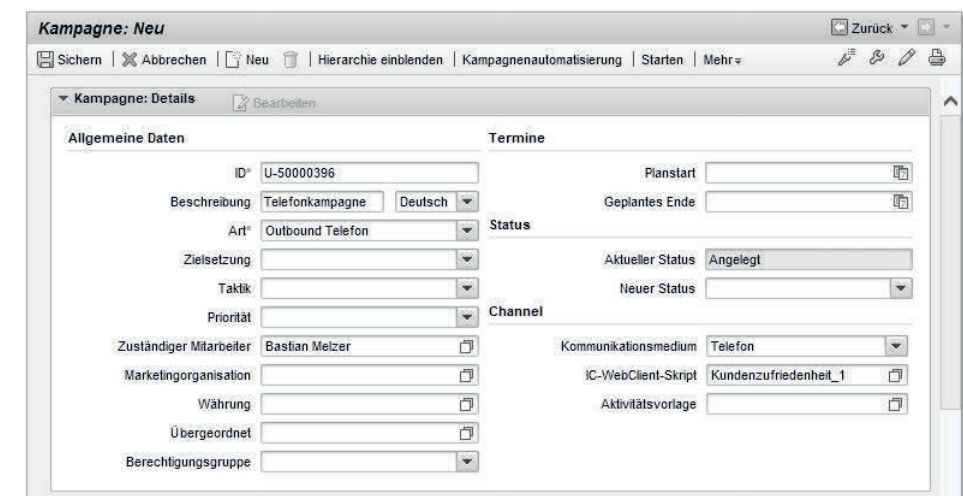 Kampagne: Neu
Zurück
Sichern | Abbrechen | Neu | Hierarchie einblenden | Kampagnenautomatisierung | Starten | Mehr
Kampagne: Details
Bearbeiten
Allgemeine Daten
ID* U-50000396
Beschreibung Telefonkampagne Deutsch
Art* Outbound Telefon
Zielsetzung
Taktik
Priorität
Zuständiger Mitarbeiter Bastian Melzer
Marketingorganisation
Währung
Übergeordnet
Berechtigungsgruppe
Termine
Planstart
Geplantes Ende
Status
Aktueller Status Angelegt
Neuer Status
Channel
Kommunikationsmedium Telefon
IC-WebClient-Skript Kundenzufriedenheit_1
Aktivitätsvorlage